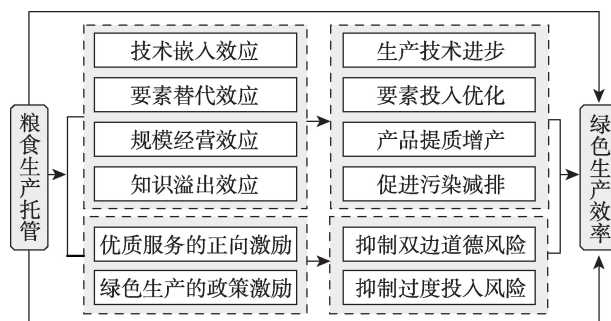 粮食生产托管
技术嵌入效应
要素替代效应
规模经营效应
知识溢出效应
优质服务的正向激励
绿色生产的政策激励
生产技术进步
要素投入优化
产品提质增产
促进污染减排
抑制双边道德风险
抑制过度投入风险
绿色生产效率